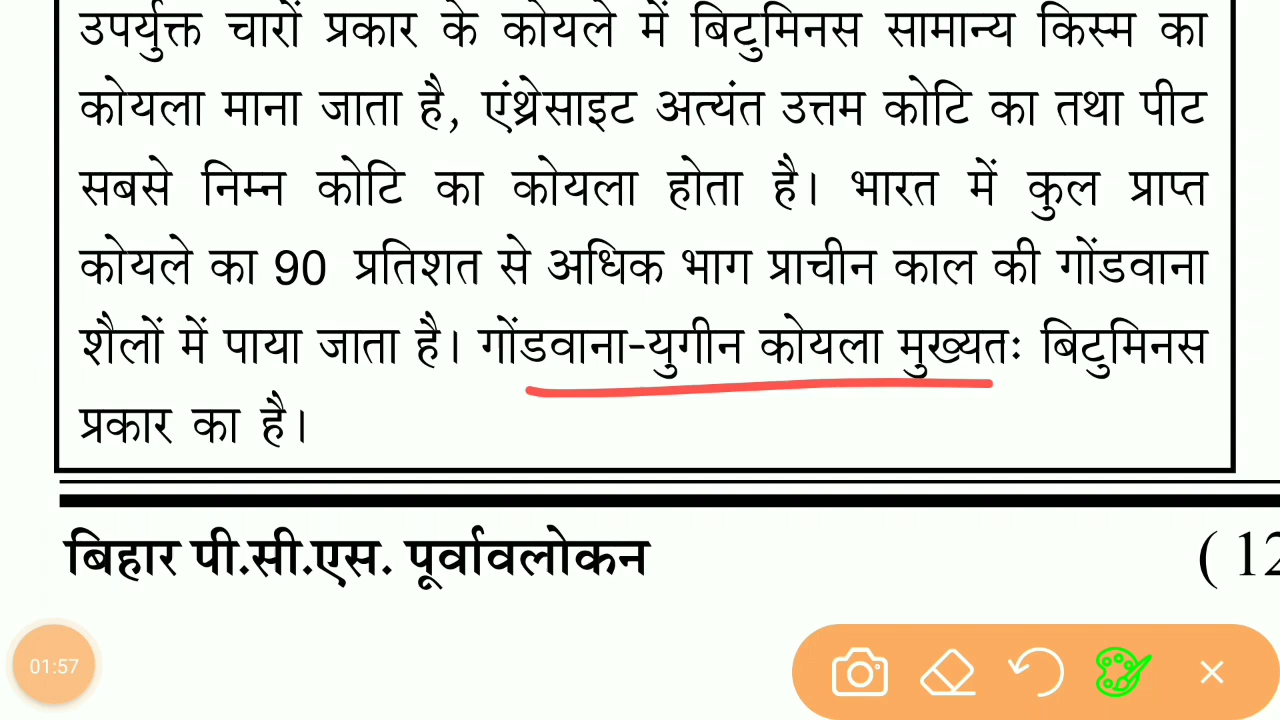 उपर्युक्त चारों प्रकार के कोयले में बिटुमिनस सामान्य किस्म का
कोयला माना जाता है, एंथ्रेसाइट अत्यंत उत्तम कोटि का तथा पीट
सबसे निम्न कोटि का कोयला होता है। भारत में कुल प्राप्त
कोयले का 90 प्रतिशत से अधिक भाग प्राचीन काल की गोंडवाना
शैलों में पाया जाता है। गोंडवाना-युगीन कोयला मुख्यतः बिटुमिनस
प्रकार का है।
बिहार पी.सी.एस. पूर्वावलोकन
( 12
01:57